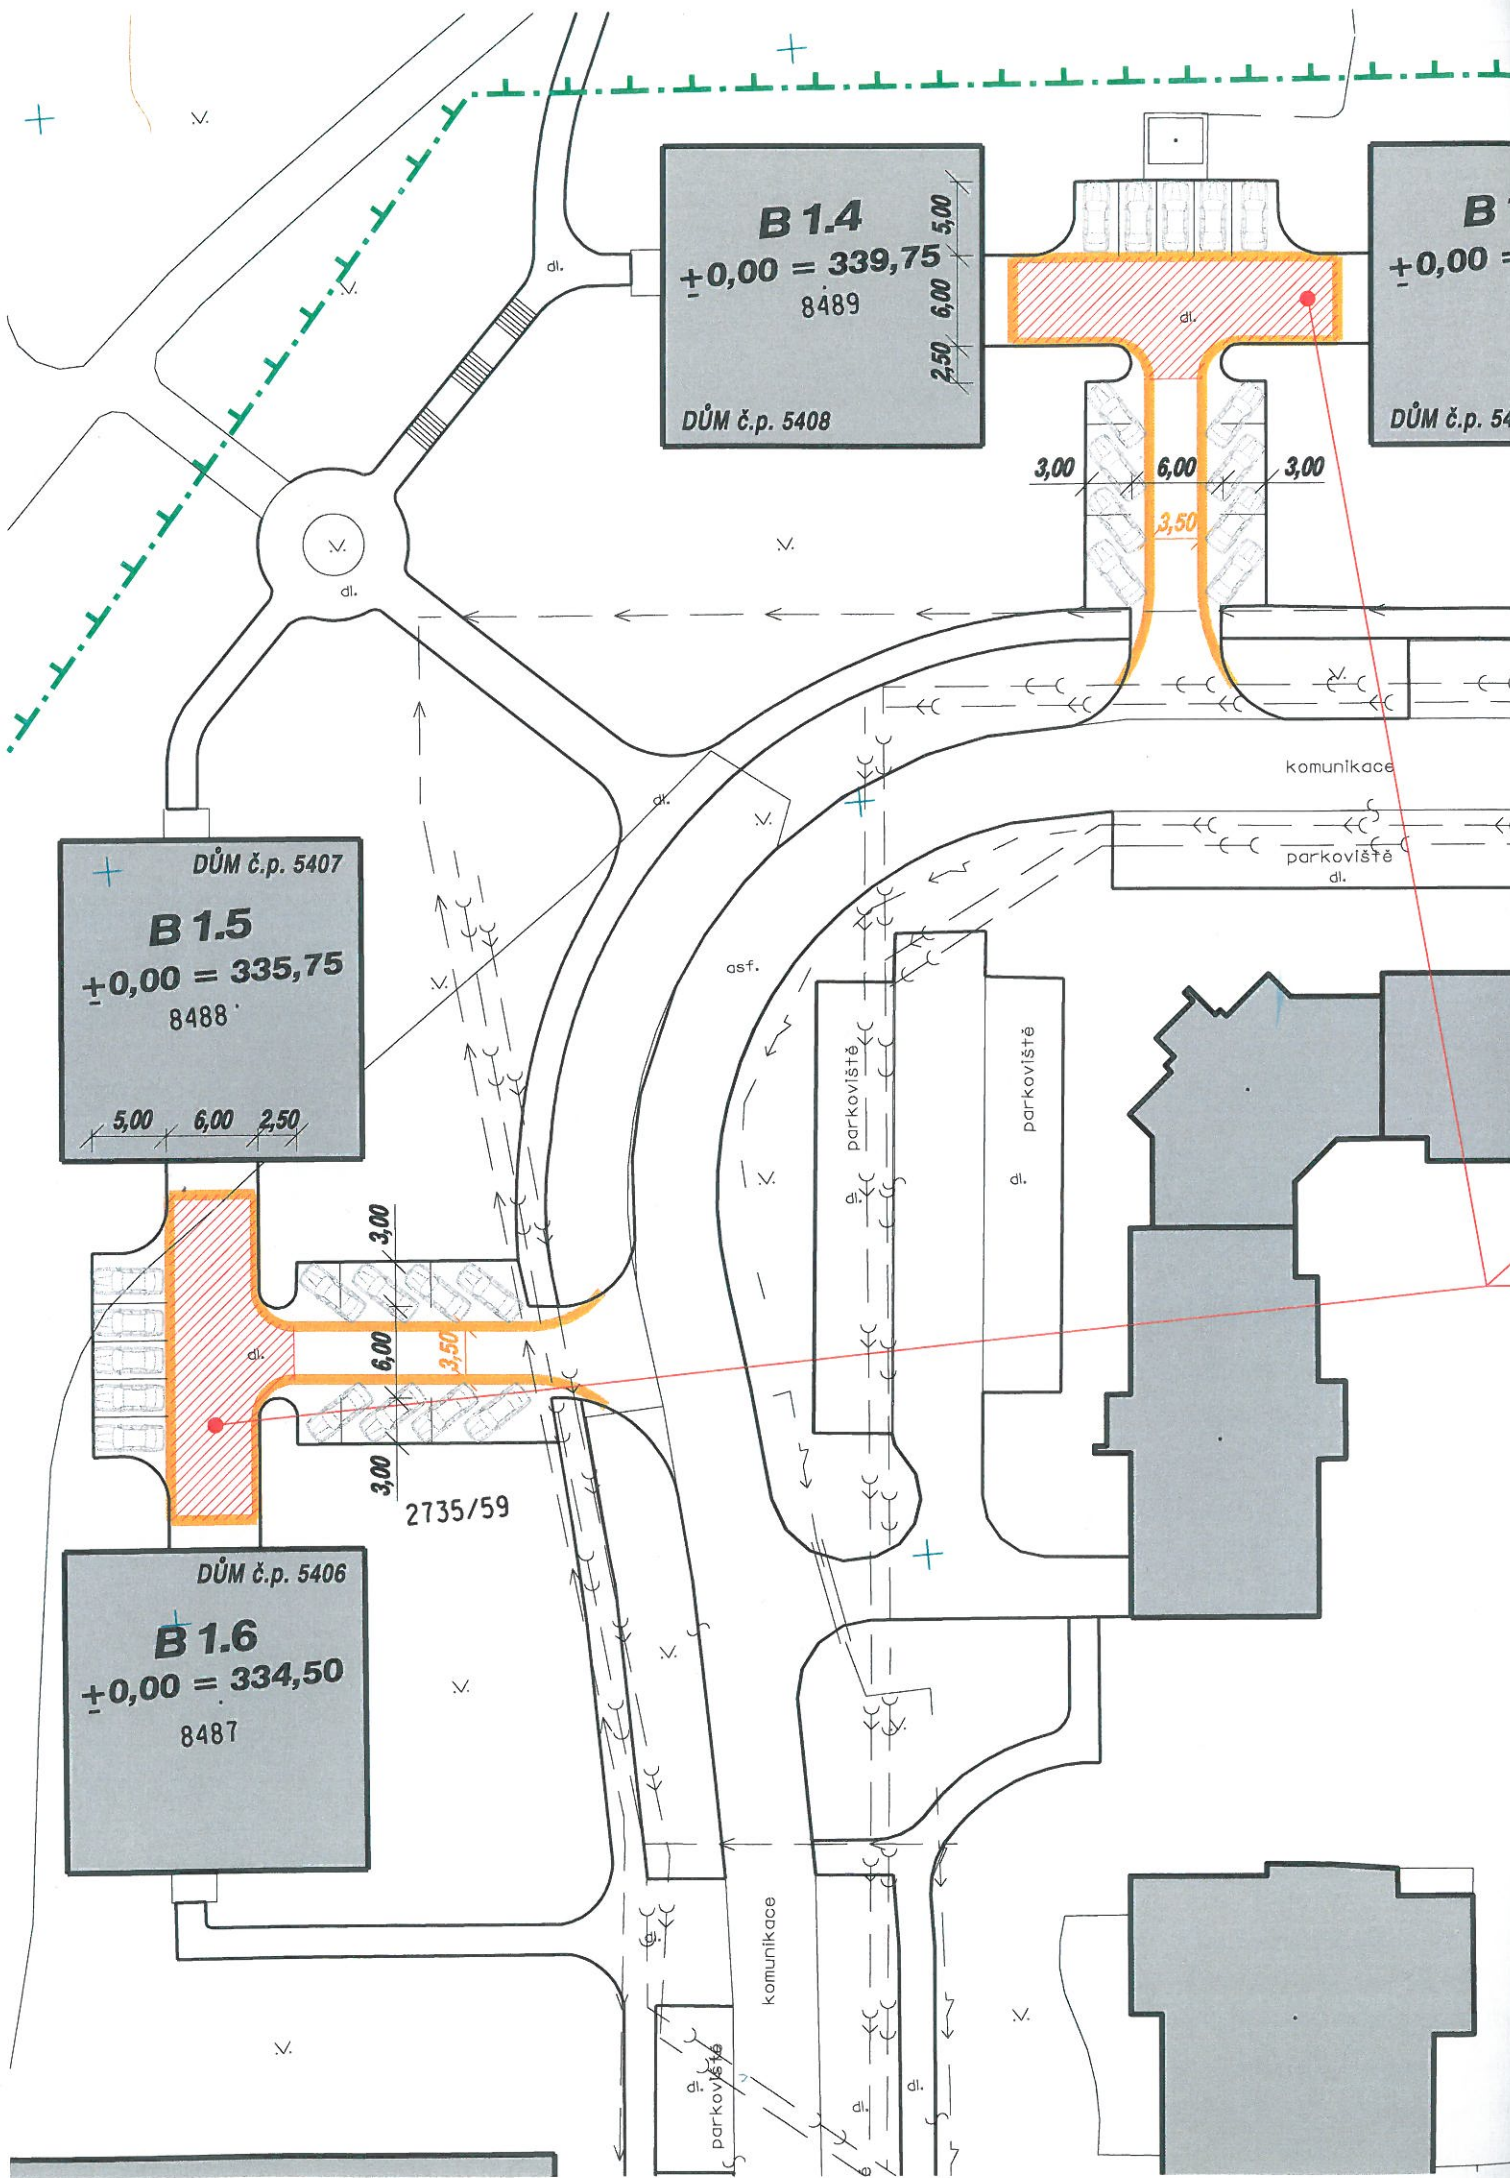 .V.
.V.
dl.
B 1.4
±0,00 = 339,75
8489
DŮM č.p. 5408
5,00
6,00
2,50
dl.
B
±0,00 =
DŮM č.p. 54
3,00
6,00
3,00
3,50
.V.
dl.
.V.
.V.
komunikace
parkoviště
dl.
dl.
.V.
DŮM č.p. 5407
B 1.5
±0,00 = 335,75
8488
5,00
6,00
2,50
.V.
asf.
parkoviště
dl.
parkoviště
dl.
.V.
3,00
6,00
3,50
3,00
dl.
2735/59
DŮM č.p. 5406
B 1.6
±0,00 = 334,50
8487
.V.
.V.
.V.
dl.
komunikace
.V.
.V.
parkoviště
dl.
dl.
dl.